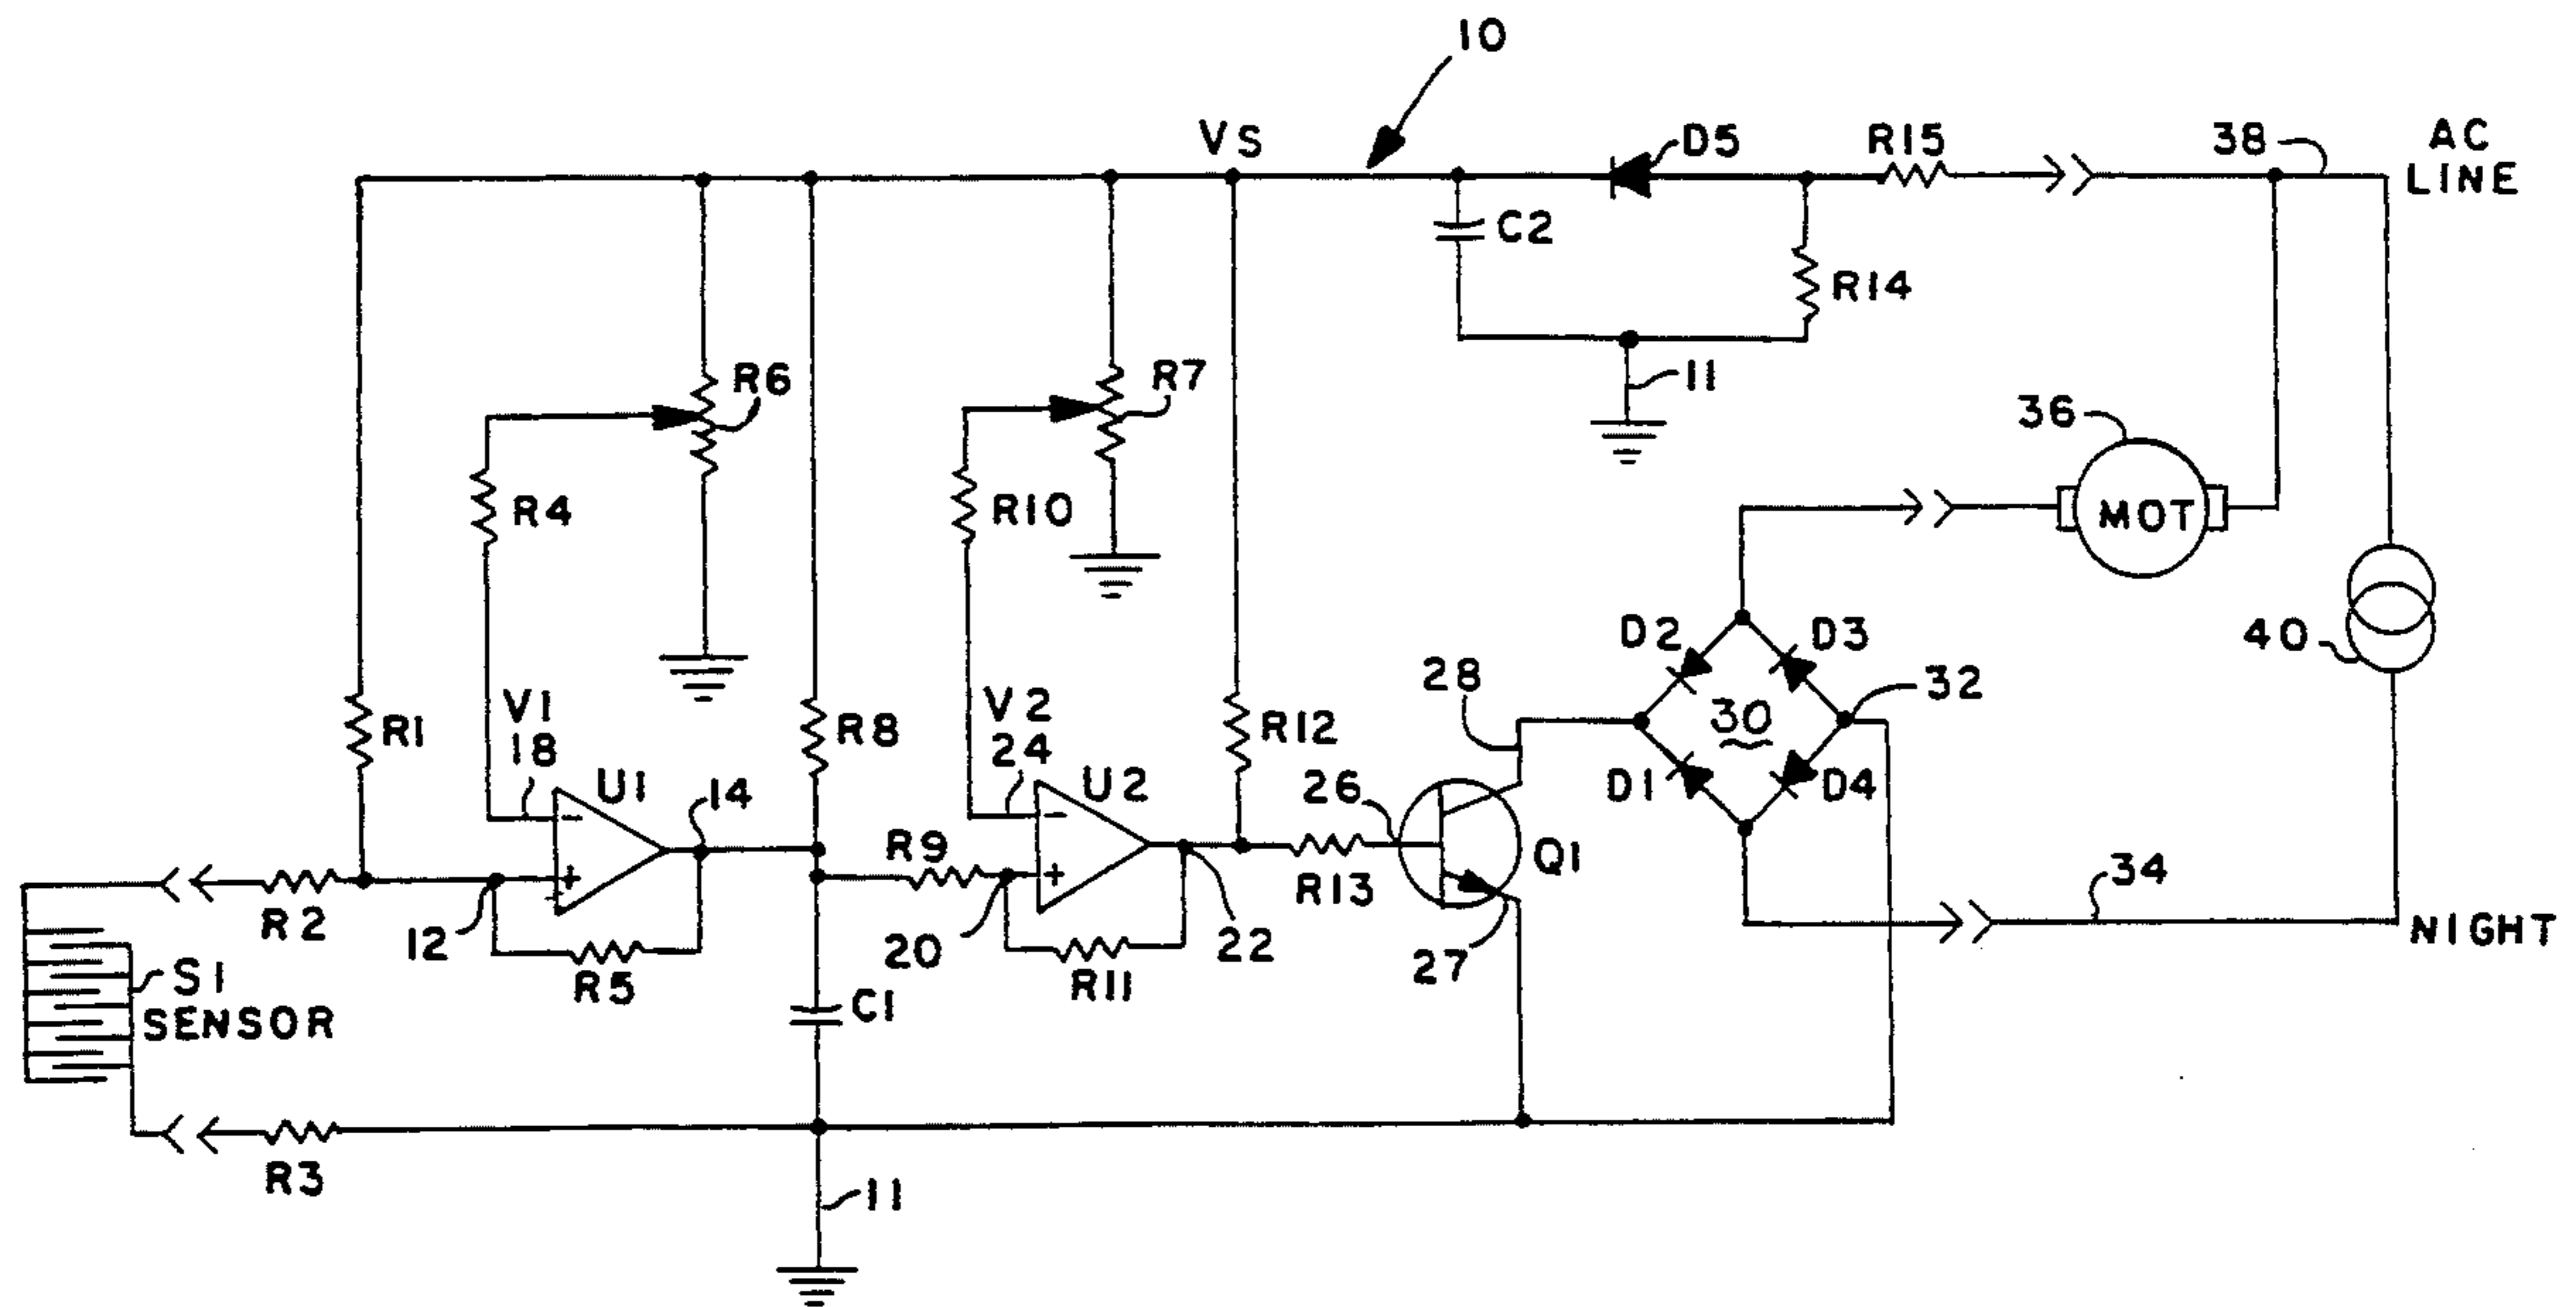 10
VS
D5
R15
38
AC
LINE
C2
R14
11
R6
R7
36
MOT
R4
R10
40
D2
D3
28
32
30
V1
18
V2
24
R1
R8
R12
U1
14
U2
26
D1
D4
R9
Q1
R2
12
20
22
R13
27
34
NIGHT
S1
SENSOR
R5
R11
C1
R3
11